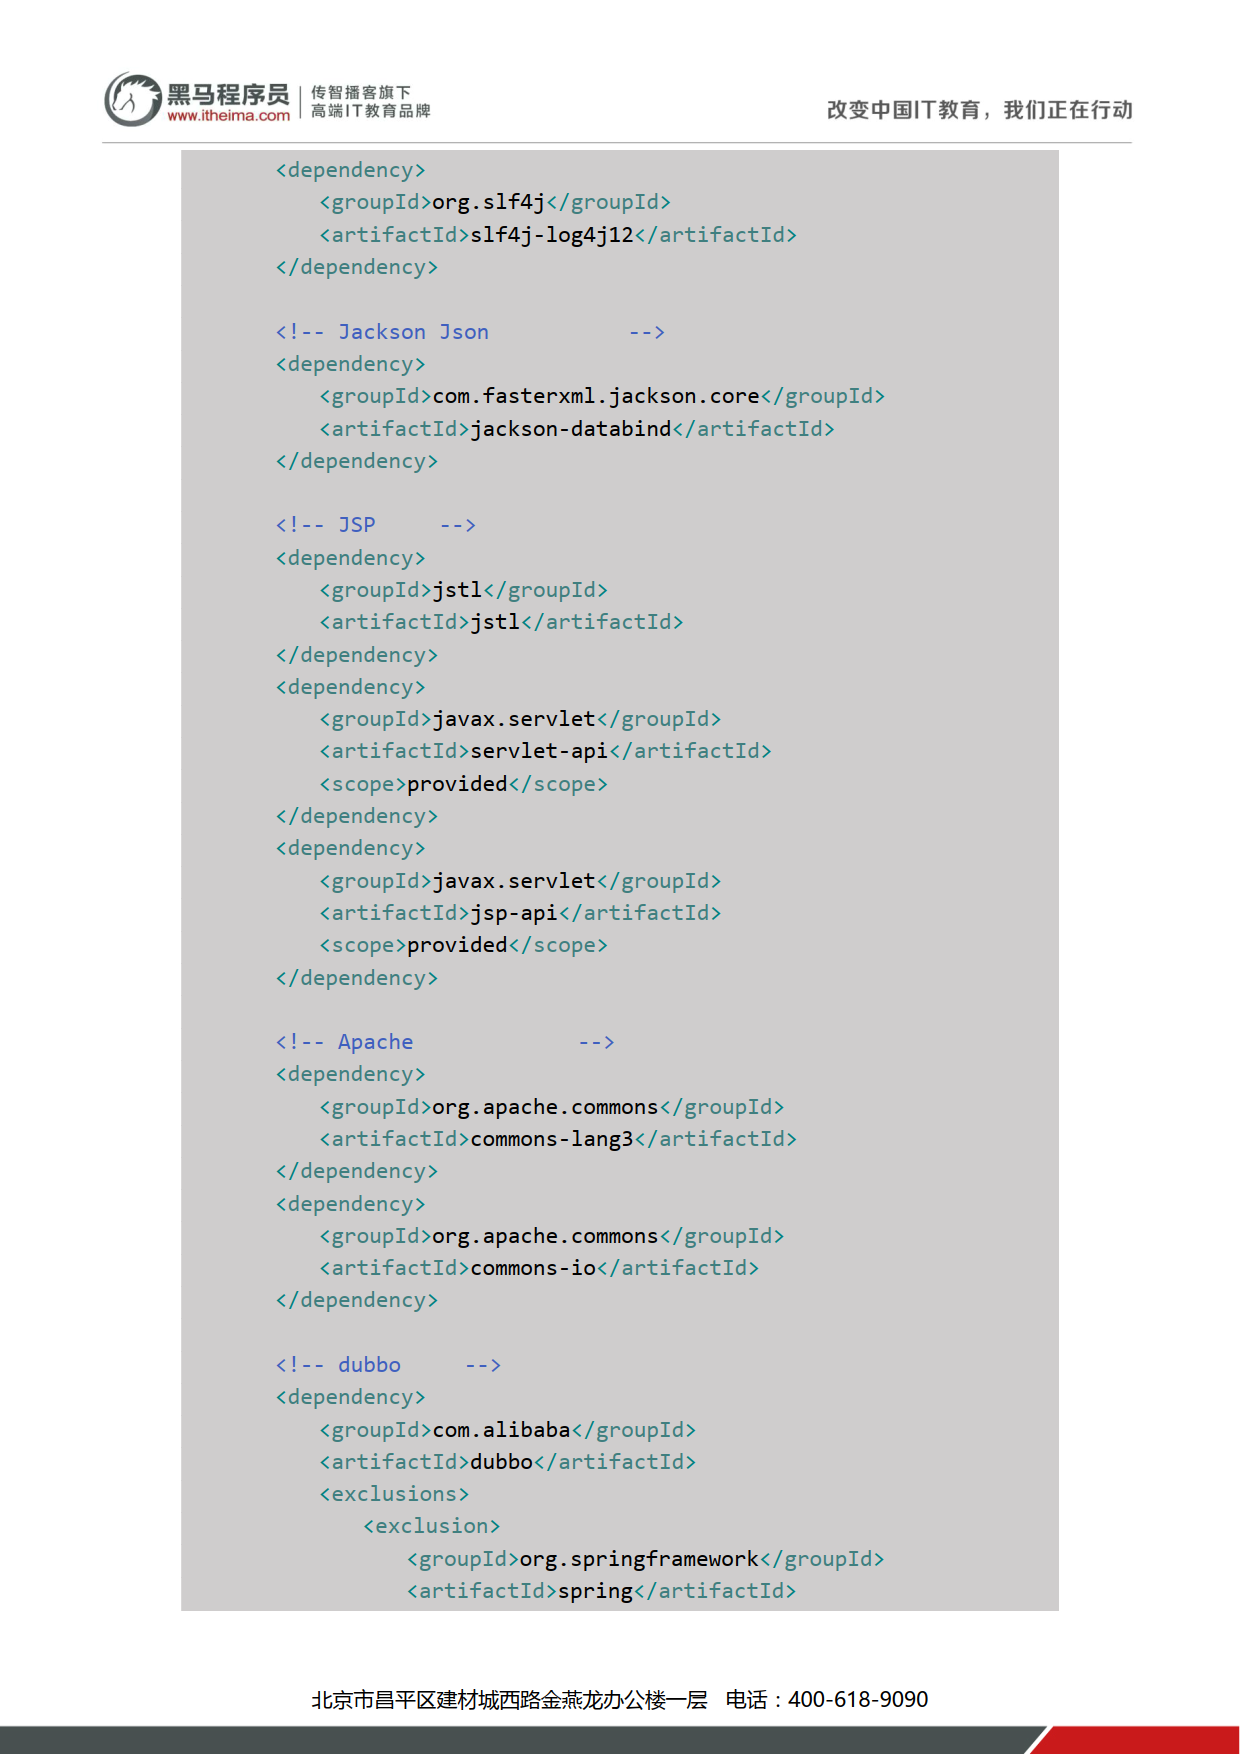 黑马程序员
www.itheima.com
传智播客旗下
高端IT教育品牌
改变中国IT教育，我们正在行动
<dependency>
<groupId>org.slf4j</groupId>
<artifactId>slf4j-log4j12</artifactId>
</dependency>
<!-- Jackson Json -->
<dependency>
<groupId>com.fasterxml.jackson.core</groupId>
<artifactId>jackson-databind</artifactId>
</dependency>
<!-- JSP -->
<dependency>
<groupId>jstl</groupId>
<artifactId>jstl</artifactId>
</dependency>
<dependency>
<groupId>javax.servlet</groupId>
<artifactId>servlet-api</artifactId>
<scope>provided</scope>
</dependency>
<dependency>
<groupId>javax.servlet</groupId>
<artifactId>jsp-api</artifactId>
<scope>provided</scope>
</dependency>
<!-- Apache -->
<dependency>
<groupId>org.apache.commons</groupId>
<artifactId>commons-lang3</artifactId>
</dependency>
<dependency>
<groupId>org.apache.commons</groupId>
<artifactId>commons-io</artifactId>
</dependency>
<!-- dubbo -->
<dependency>
<groupId>com.alibaba</groupId>
<artifactId>dubbo</artifactId>
<exclusions>
<exclusion>
<groupId>org.springframework</groupId>
<artifactId>spring</artifactId>
北京市昌平区建材城西路金燕龙办公楼一层 电话：400-618-9090